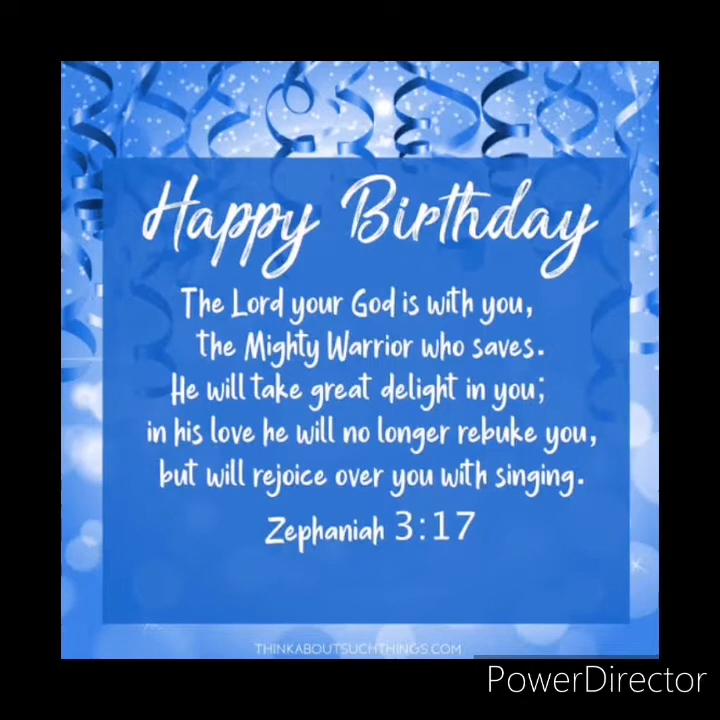 Happy Birthday
The Lord your God is with you,
the Mighty Warrior who saves.
He will take great delight in you;
in his love he will no longer rebuke you,
but will rejoice over you with singing.
Zephaniah 3:17
THINKABOUTSUCHTHINGS.COM
PowerDirector